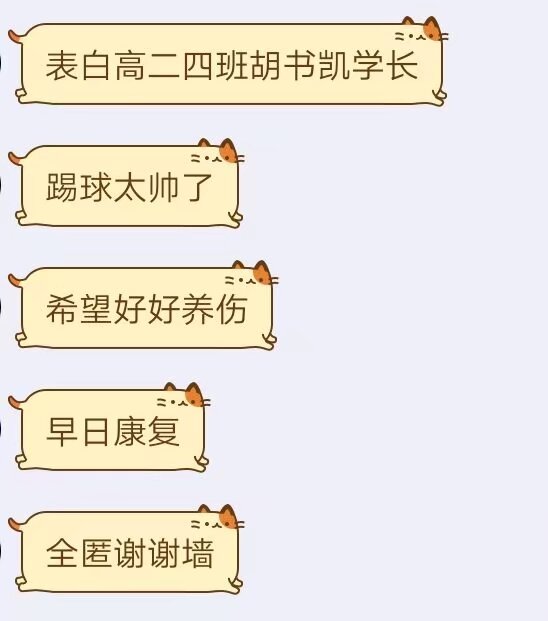 表白高二四班胡书凯学长
踢球太帅了
希望好好养伤
早日康复
全匿谢谢墙